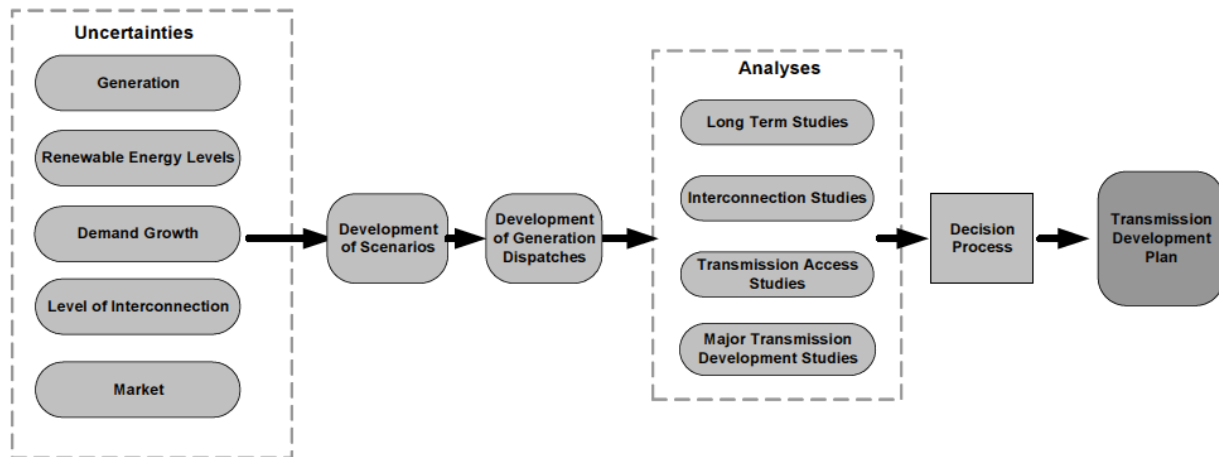 Uncertainties
Generation
Renewable Energy Levels
Demand Growth
Level of Interconnection
Market
Development
of Scenarios
Development
of Generation
Dispatches
Analyses
Long Term Studies
Interconnection Studies
Transmission Access
Studies
Major Transmission
Development Studies
Decision
Process
Transmission
Development
Plan